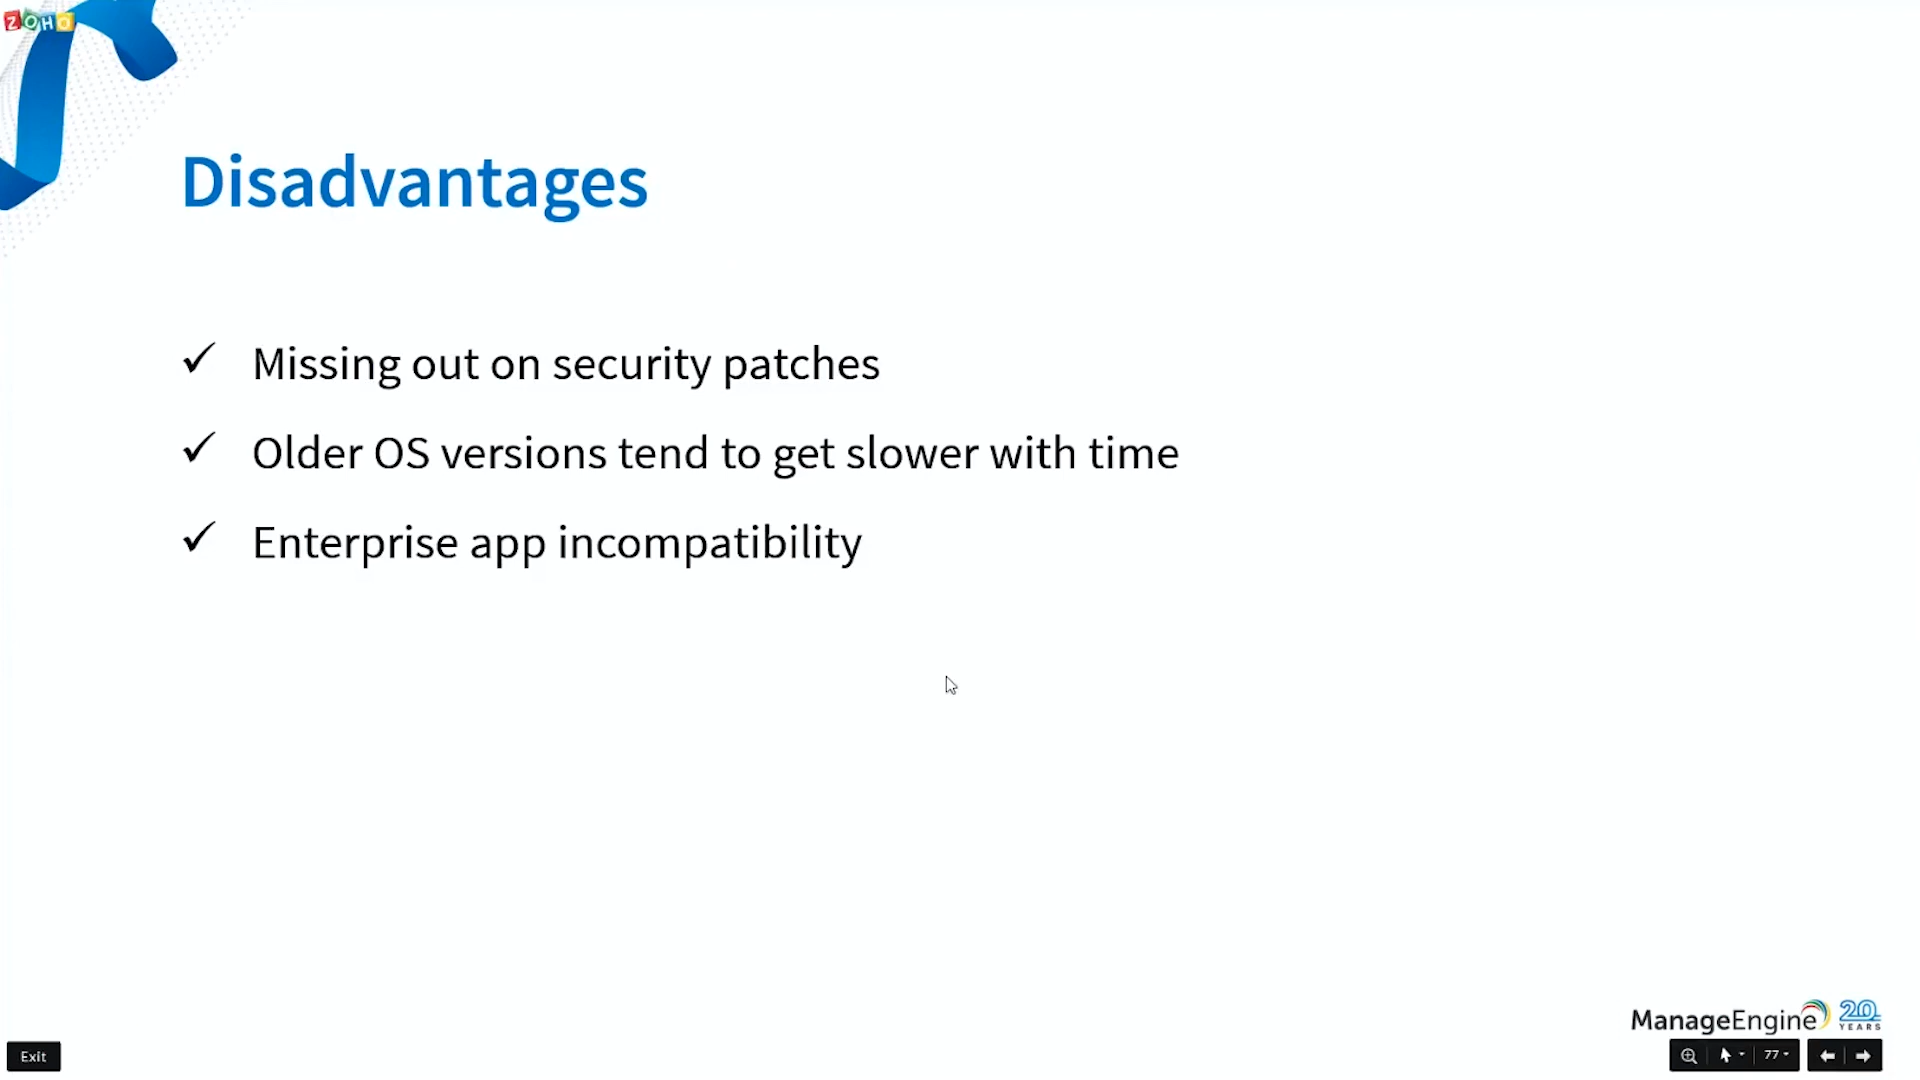 ZOHO
Disadvantages
✓ Missing out on security patches
✓ Older OS versions tend to get slower with time
✓ Enterprise app incompatibility
ManageEngine 20
YEARS
Exit
77